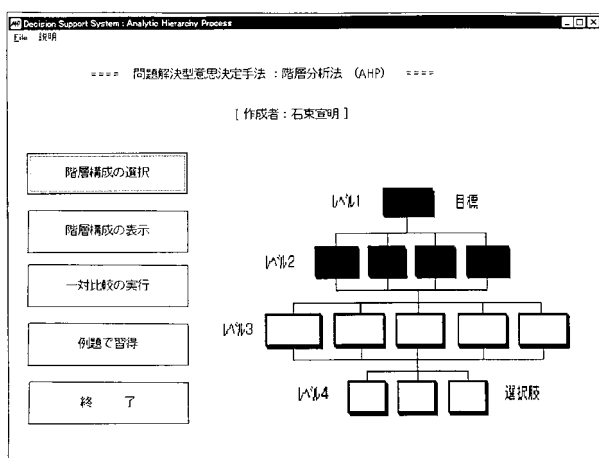 AHP Decision Support System : Analytic Hierarchy Process
File 説明
==== 問題解決型意思決定手法 : 階層分析法 (AHP) ====
[ 作成者 : 石束宣明 ]
階層構成の選択
階層構成の表示
一対比較の実行
例題で習得
終 了
レベル1 目標
レベル2
レベル3
レベル4 選択肢